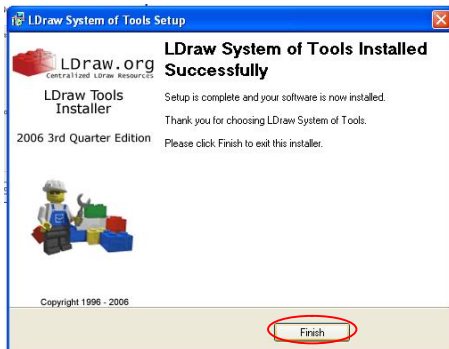 LDraw System of Tools Setup
LDraw.org
Centralized LDraw Resources
LDraw Tools
Installer
2006 3rd Quarter Edition
Copyright 1996 - 2006
LDraw System of Tools Installed
Successfully
Setup is complete and your software is now installed.
Thank you for choosing LDraw System of Tools.
Please click Finish to exit this installer.
Finish